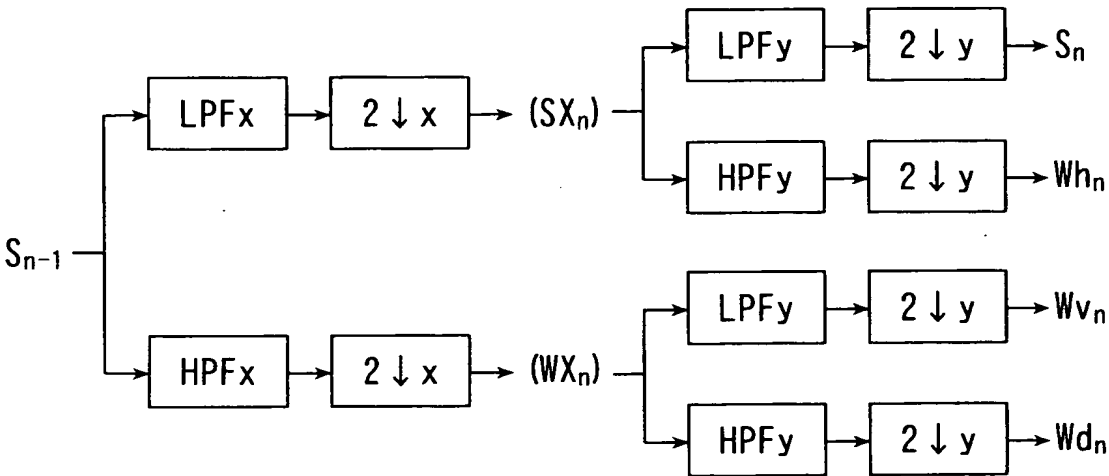 LPFy 2↓y Sₙ
LPFx 2↓x (SXₙ)
HPFy 2↓y Whₙ
Sₙ₋₁
LPFy 2↓y Wvₙ
HPFx 2↓x (WXₙ)
HPFy 2↓y Wdₙ